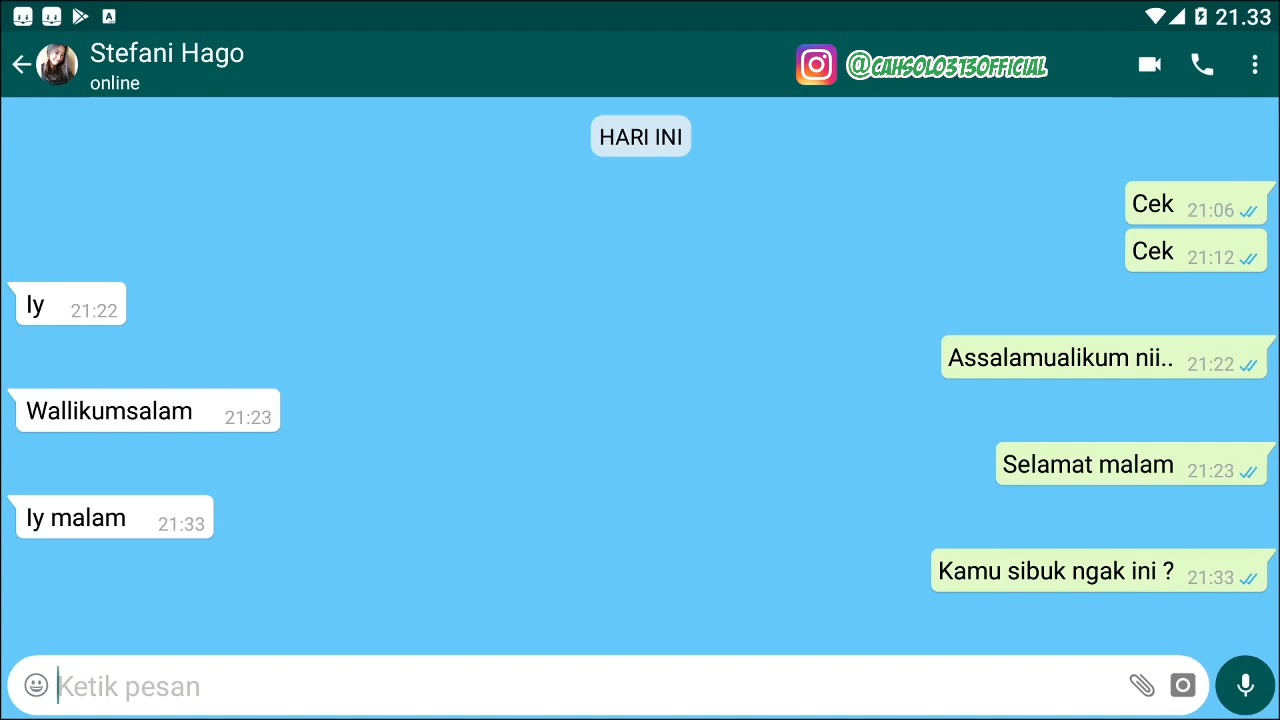 21.33
Stefani Hago
online
@CAHSOLO313OFFICIAL
HARI INI
Cek 21:06
Cek 21:12
Iy 21:22
Assalamualikum nii.. 21:22
Wallikumsalam 21:23
Selamat malam 21:23
Iy malam 21:33
Kamu sibuk ngak ini ? 21:33
Ketik pesan